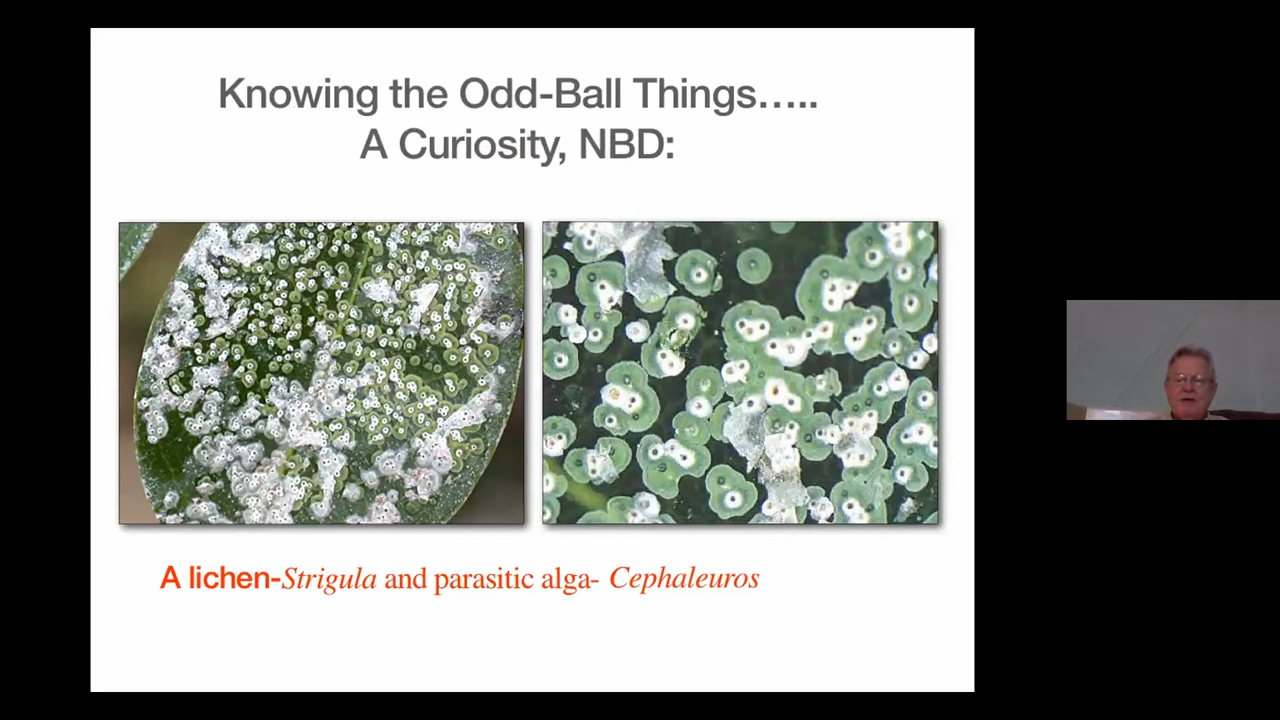 Knowing the Odd-Ball Things…..
A Curiosity, NBD:
A lichen-Strigula and parasitic alga- Cephaleuros